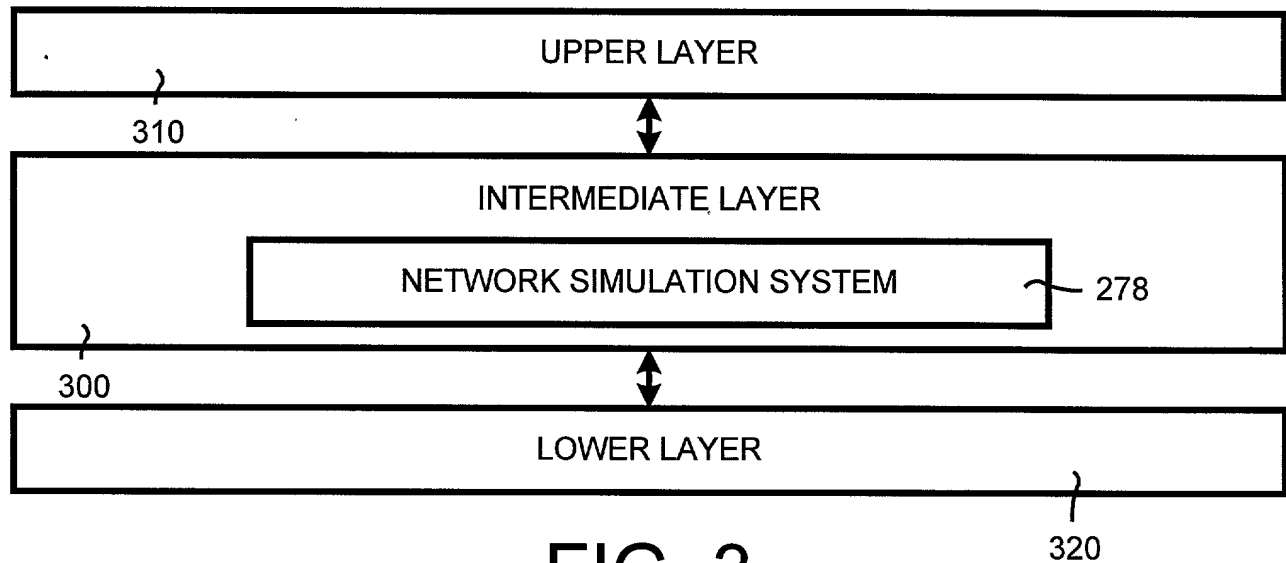 UPPER LAYER
310
INTERMEDIATE LAYER
NETWORK SIMULATION SYSTEM
278
300
LOWER LAYER
320